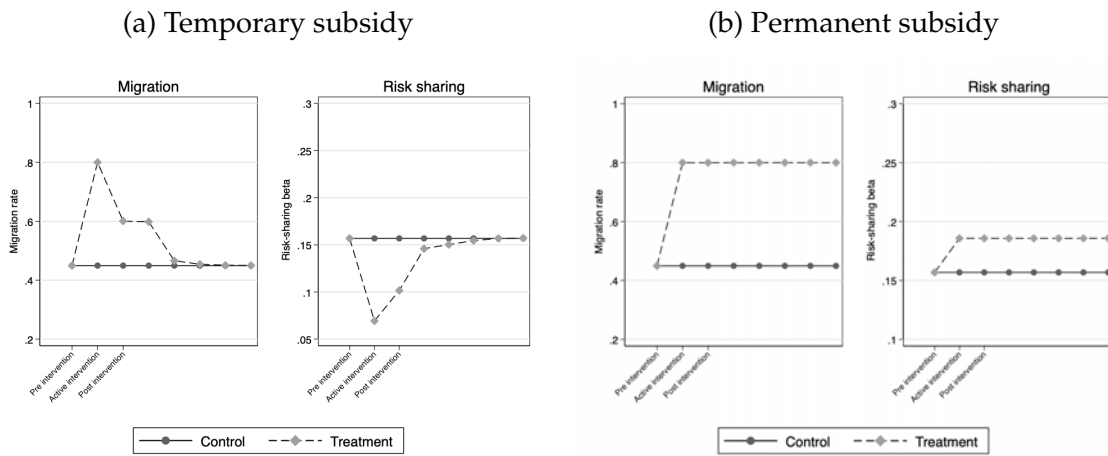 (a) Temporary subsidy
Migration
Migration rate
1
.8
.6
.4
.2
Pre intervention
Active intervention
Post intervention
Risk sharing
Risk-sharing beta
.3
.25
.2
.15
.1
.05
Pre intervention
Active intervention
Post intervention
Control
Treatment
(b) Permanent subsidy
Migration
Migration rate
1
.8
.6
.4
.2
Pre intervention
Active intervention
Post intervention
Risk sharing
Risk-sharing beta
.3
.25
.2
.15
.1
Pre intervention
Active intervention
Post intervention
Control
Treatment